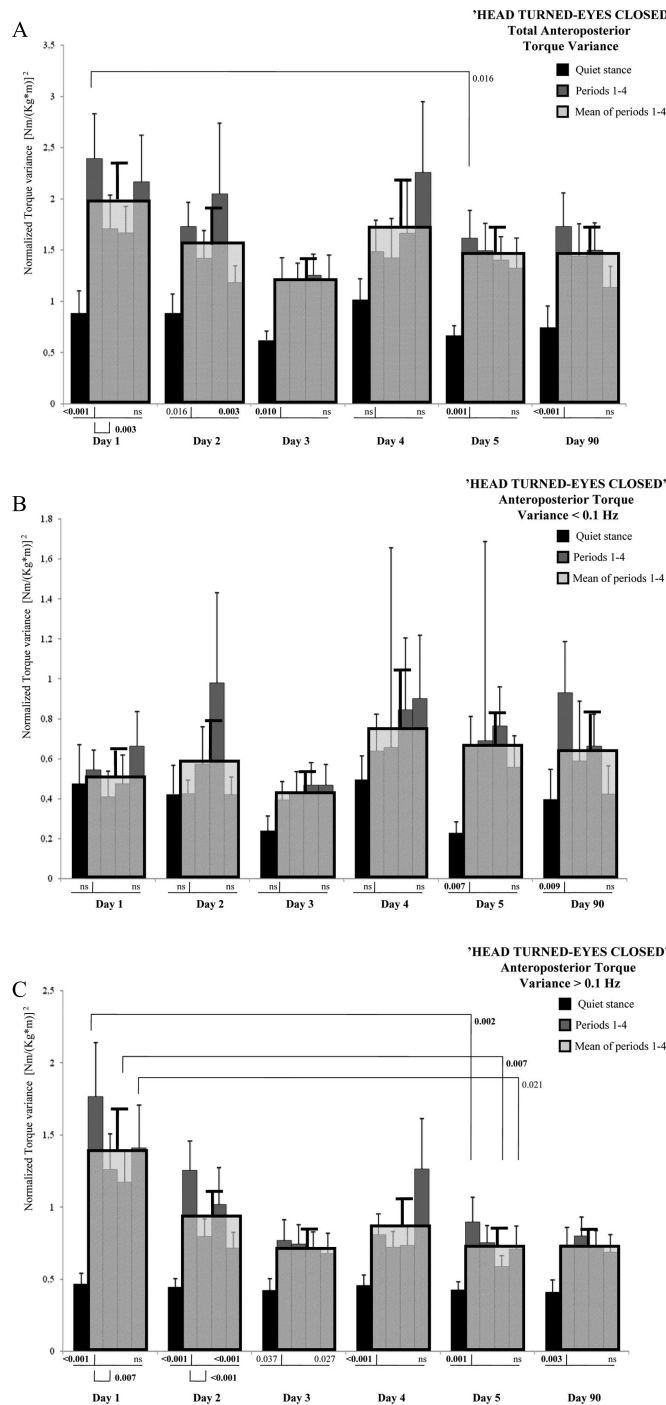 A
'HEAD TURNED-EYES CLOSED'
Total Anteroposterior
Torque Variance
Quiet stance
Periods 1-4
Mean of periods 1-4
Normalized Torque variance [Nm/(Kg*m)]²
3,5
3
2,5
2
1,5
1
0,5
0
0.016
<0.001 ns 0.016 0.003 0.010 ns ns ns 0.001 ns <0.001 ns
0.003
Day 1 Day 2 Day 3 Day 4 Day 5 Day 90
B
'HEAD TURNED-EYES CLOSED'
Anteroposterior Torque
Variance < 0.1 Hz
Quiet stance
Periods 1-4
Mean of periods 1-4
Normalized Torque variance [Nm/(Kg*m)]²
1,8
1,6
1,4
1,2
1
0,8
0,6
0,4
0,2
0
ns ns ns ns ns ns ns ns 0.007 ns 0.009 ns
Day 1 Day 2 Day 3 Day 4 Day 5 Day 90
C
'HEAD TURNED-EYES CLOSED'
Anteroposterior Torque
Variance > 0.1 Hz
Quiet stance
Periods 1-4
Mean of periods 1-4
Normalized Torque variance [Nm/(Kg*m)]²
2,5
2
1,5
1
0,5
0
0.002
0.007
0.021
<0.001 ns <0.001 <0.001 0.037 0.027 <0.001 ns 0.001 ns 0.003 ns
0.007 <0.001
Day 1 Day 2 Day 3 Day 4 Day 5 Day 90